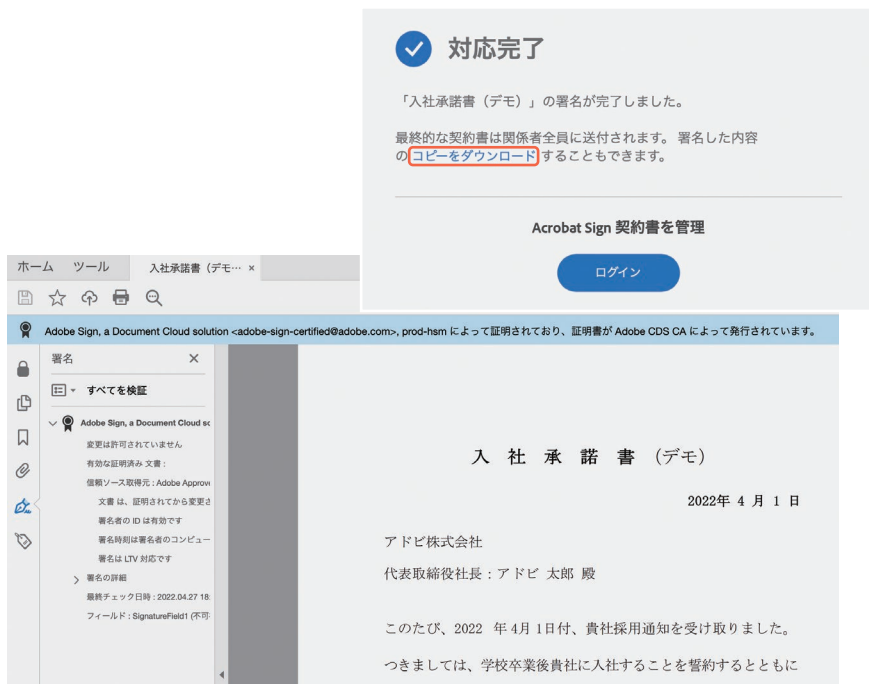 対応完了
「入社承諾書（デモ）」の署名が完了しました。
最終的な契約書は関係者全員に送付されます。 署名した内容
のコピーをダウンロードすることもできます。
Acrobat Sign 契約書を管理
ログイン
ホーム ツール 入社承諾書（デモ… ×
Adobe Sign, a Document Cloud solution <adobe-sign-certified@adobe.com>, prod-hsm によって証明されており、証明書が Adobe CDS CA によって発行されています。
署名 ×
すべてを検証
Adobe Sign, a Document Cloud sc
変更は許可されていません
有効な証明済み 文書 :
信頼ソース取得元 : Adobe Approve
文書 は、証明されてから変更さ
署名者の ID は有効です
署名時刻は署名者のコンピュー
署名は LTV 対応です
署名の詳細
最終チェック日時 : 2022.04.27 18:
フィールド : SignatureField1 (不可
入 社 承 諾 書 （デモ）
2022年 4 月 1 日
アドビ株式会社
代表取締役社長：アドビ 太郎 殿
このたび、2022 年 4月 1日付、貴社採用通知を受け取りました。
つきましては、学校卒業後貴社に入社することを誓約するとともに